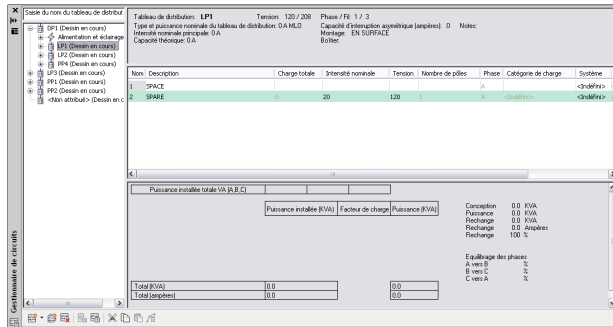 Saisie du nom du tableau de distribut
DP1 (Dessin en cours)
Alimentation et éclairage
LP1 (Dessin en cours)
LP2 (Dessin en cours)
PP4 (Dessin en cours)
LP3 (Dessin en cours)
PP1 (Dessin en cours)
PP2 (Dessin en cours)
<Non attribué> (Dessin en c
Gestionnaire de circuits
Tableau de distribution: LP1 Tension: 120 / 208 Phase / Fil: 1 / 3
Type et puissance nominale du tableau de distribution: 0 A MLO Capacité d'interruption asymétrique (ampères): 0 Notes:
Intensité nominale principale: 0 A Montage: EN SURFACE
Capacité théorique: 0 A Boîtier:
Nom Description Charge totale Intensité nominale Tension Nombre de pôles Phase Catégorie de charge Système
1 SPACE A <Indéfini>
2 SPARE 0 20 120 1 A <Indéfini> <Indéfini>
Puissance installée totale VA (A,B,C)
Puissance installée (KVA) Facteur de charge Puissance (KVA)
Conception 0.0 KVA
Puissance 0.0 KVA
Rechange 0.0 KVA
Rechange 0.0 Ampères
Rechange 100 %
Equilibrage des phases
A vers B %
B vers C %
C vers A %
Total (KVA) 0.0 0.0
Total (ampères) 0.0 0.0